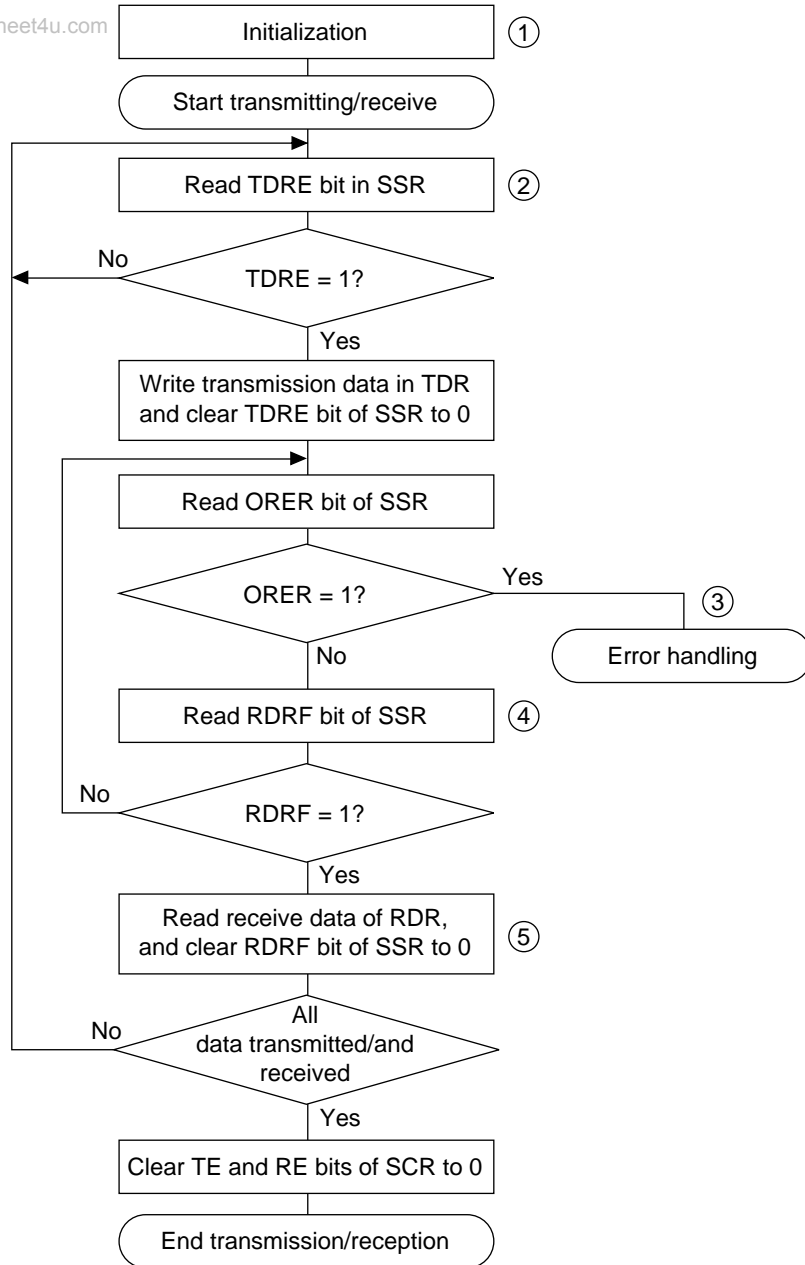 heet4u.com
Initialization
①
Start transmitting/receive
Read TDRE bit in SSR
②
No
TDRE = 1?
Yes
Write transmission data in TDR
and clear TDRE bit of SSR to 0
Read ORER bit of SSR
ORER = 1?
Yes
③
Error handling
No
Read RDRF bit of SSR
④
No
RDRF = 1?
Yes
Read receive data of RDR,
and clear RDRF bit of SSR to 0
⑤
No
All
data transmitted/and
received
Yes
Clear TE and RE bits of SCR to 0
End transmission/reception